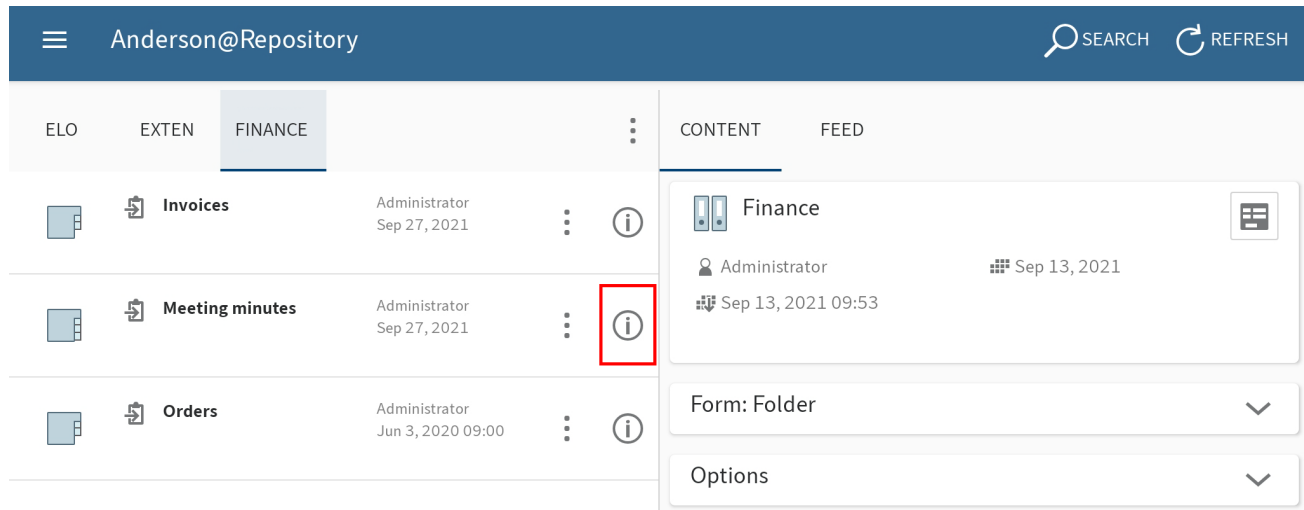 Anderson@Repository
SEARCH
REFRESH
ELO
EXTEN
FINANCE
CONTENT
FEED
Invoices
Administrator
Sep 27, 2021
Meeting minutes
Administrator
Sep 27, 2021
Orders
Administrator
Jun 3, 2020 09:00
Finance
Administrator
Sep 13, 2021
Sep 13, 2021 09:53
Form: Folder
Options